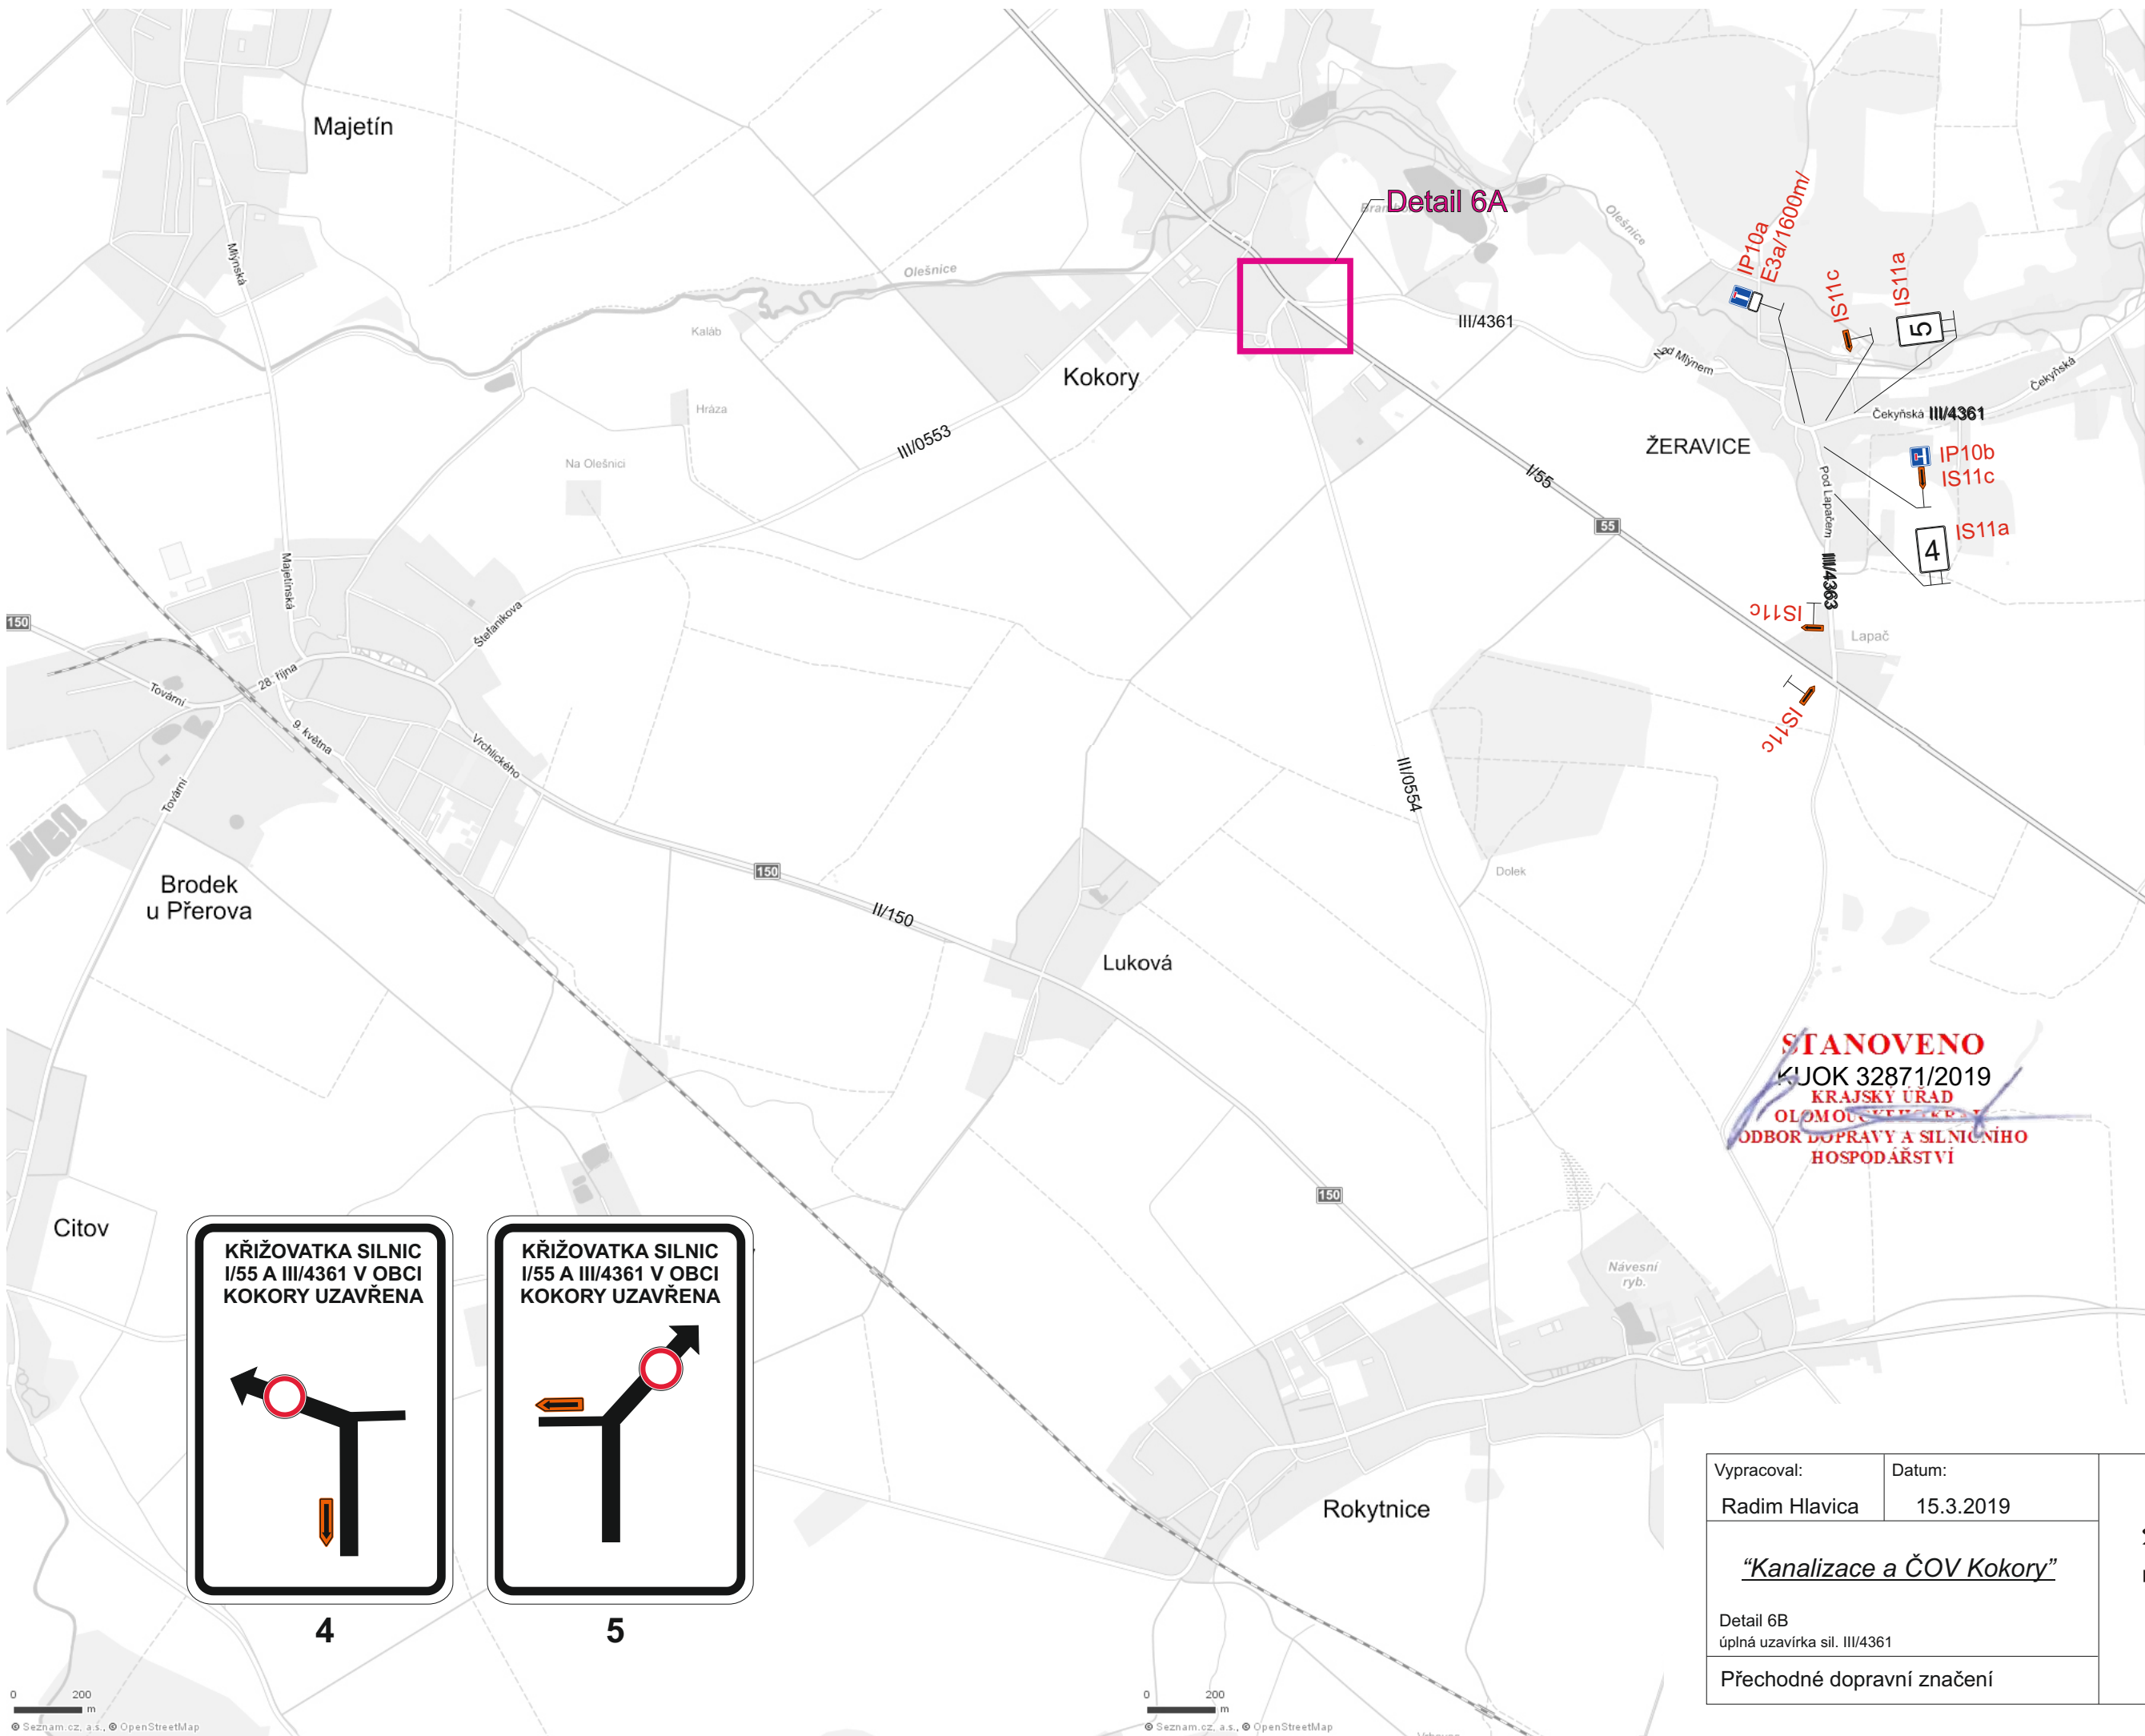 Majetín
Mlýnská
Olešnice
Detail 6A
Olešnice
IP10a
E3a/1600m/
IS11c
IS11a
5
III/4361
Nad Mlýnem
Čekyňská
Čekyňská III/4361
Kaláb
Kokory
Hráza
III/0553
ŽERAVICE
IP10b
IS11c
Na Olešnici
I/55
55
Pod Lapačem
IS11a
4
III/4363
Majetínská
Štefanikova
150
IS11c
Lapač
28. října
Tovární
9. května
Vrchlického
IS11c
Tovární
III/0554
Brodek
u Přerova
150
II/150
Dolek
Luková
STANOVENO
KUOK 32871/2019
KRAJSKÝ ÚŘAD
OLOMOUCKÉHO KRAJE
ODBOR DOPRAVY A SILNIČNÍHO
HOSPODÁŘSTVÍ
150
Citov
KŘIŽOVATKA SILNIC
I/55 A III/4361 V OBCI
KOKORY UZAVŘENA
4
KŘIŽOVATKA SILNIC
I/55 A III/4361 V OBCI
KOKORY UZAVŘENA
5
Návesní
ryb.
Rokytnice
Vypracoval:
Radim Hlavica
Datum:
15.3.2019
“Kanalizace a ČOV Kokory”
Detail 6B
úplná uzavírka sil. III/4361
Přechodné dopravní značení
0 200
m
© Seznam.cz, a.s., © OpenStreetMap
0 200
m
© Seznam.cz, a.s., © OpenStreetMap